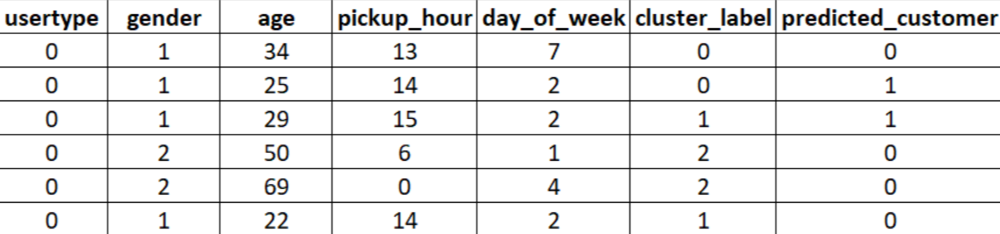 usertype gender age pickup_hour day_of_week cluster_label predicted_customer
0 1 34 13 7 0 0
0 1 25 14 2 0 1
0 1 29 15 2 1 1
0 2 50 6 1 2 0
0 2 69 0 4 2 0
0 1 22 14 2 1 0